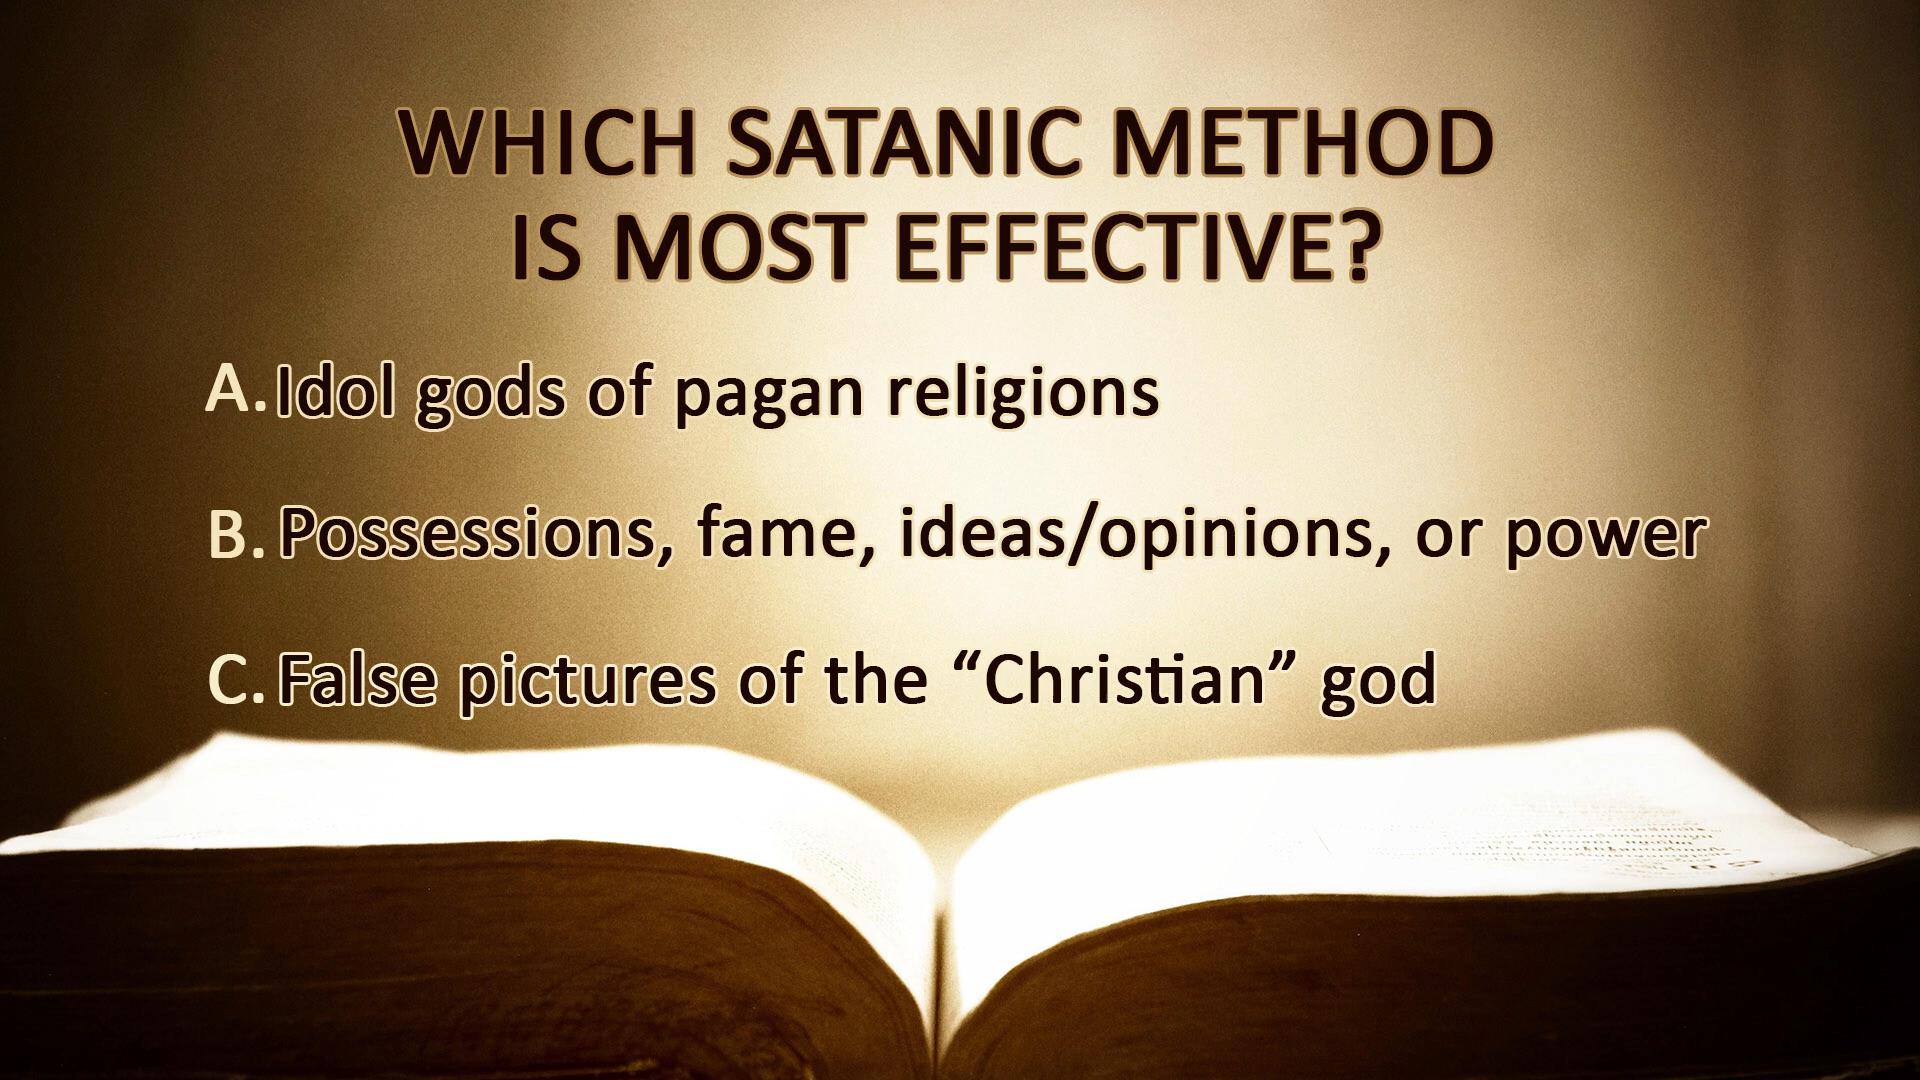 WHICH SATANIC METHOD
IS MOST EFFECTIVE?
A. Idol gods of pagan religions
B. Possessions, fame, ideas/opinions, or power
C. False pictures of the “Christian” god